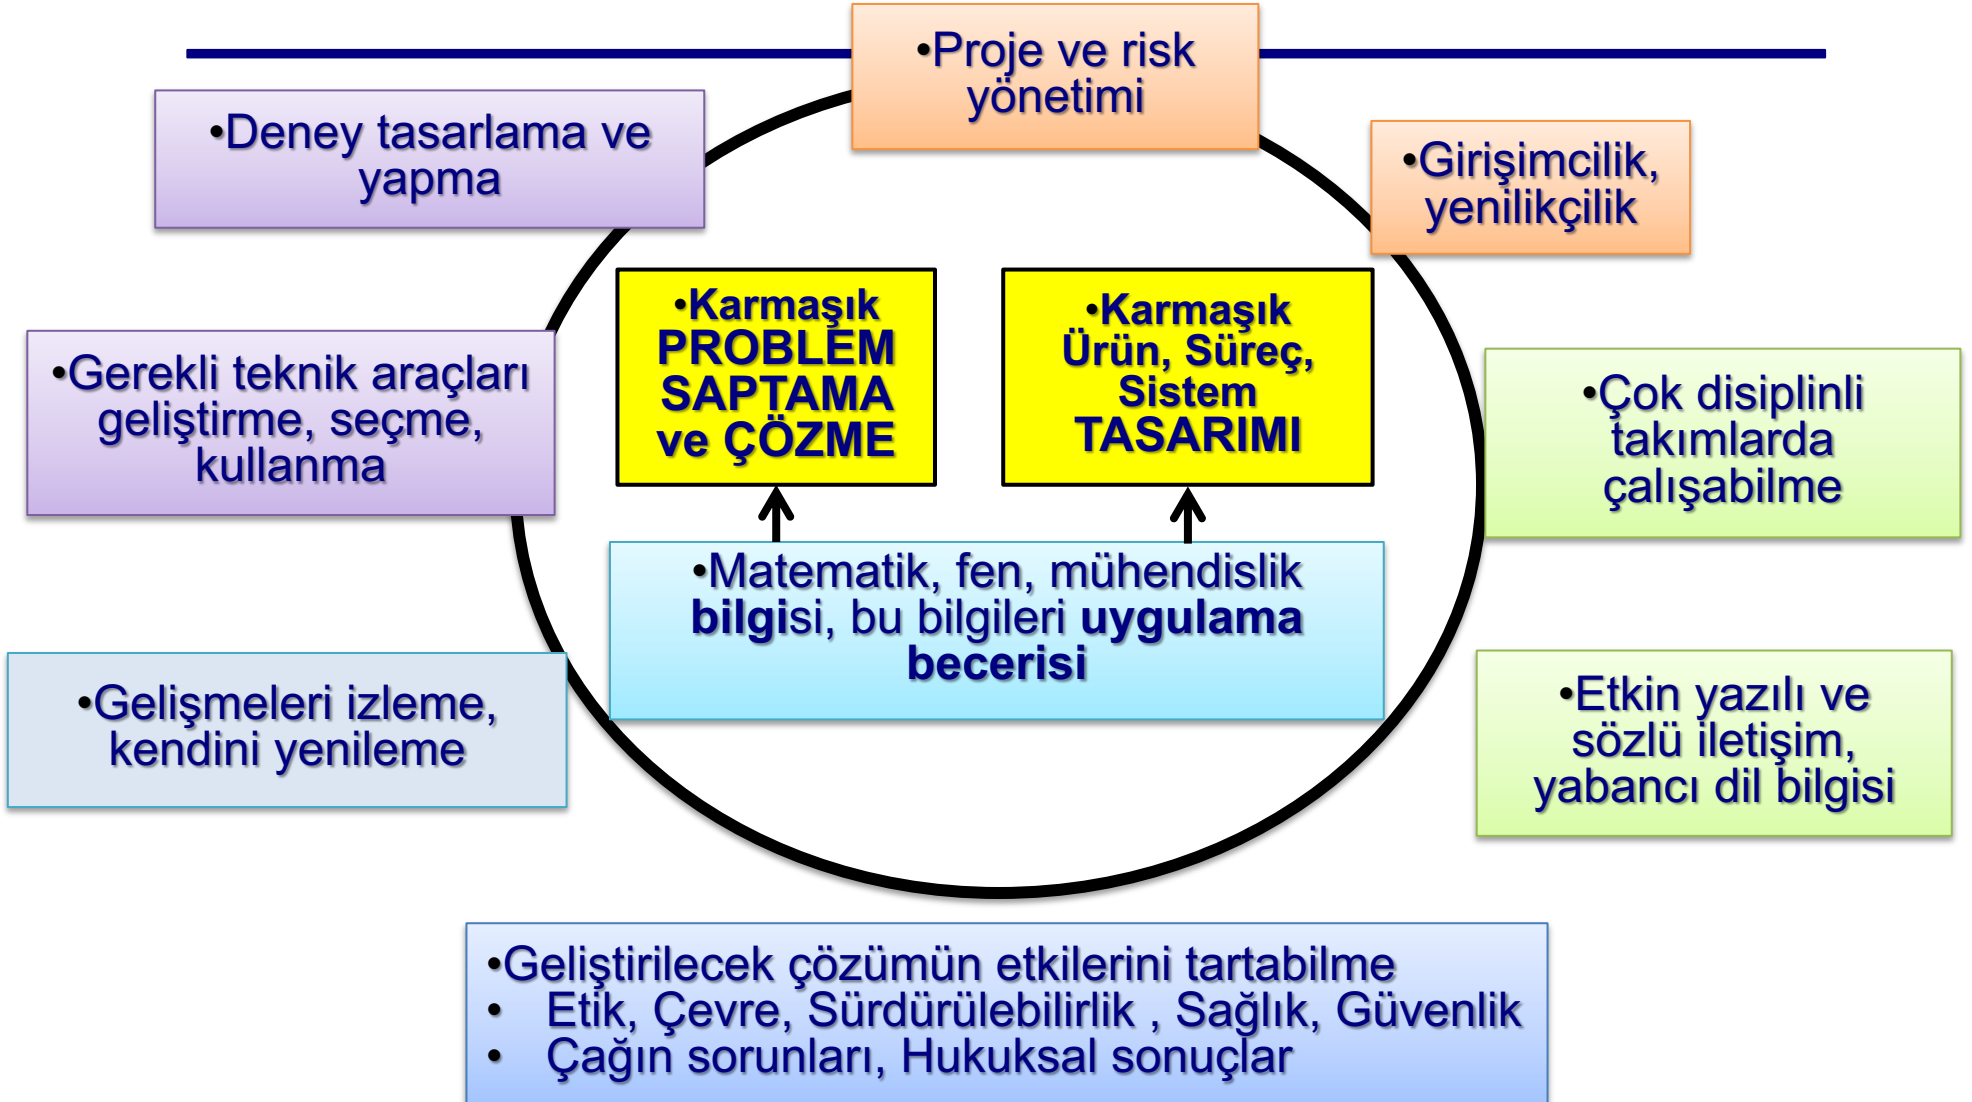 •Proje ve risk
yönetimi
•Deney tasarlama ve
yapma
•Girişimcilik,
yenilikçilik
•Karmaşık
PROBLEM
SAPTAMA
ve ÇÖZME
•Karmaşık
Ürün, Süreç,
Sistem
TASARIMI
•Gerekli teknik araçları
geliştirme, seçme,
kullanma
•Çok disiplinli
takımlarda
çalışabilme
•Matematik, fen, mühendislik
bilgisi, bu bilgileri uygulama
becerisi
•Gelişmeleri izleme,
kendini yenileme
•Etkin yazılı ve
sözlü iletişim,
yabancı dil bilgisi
•Geliştirilecek çözümün etkilerini tartabilme
• Etik, Çevre, Sürdürülebilirlik , Sağlık, Güvenlik
• Çağın sorunları, Hukuksal sonuçlar